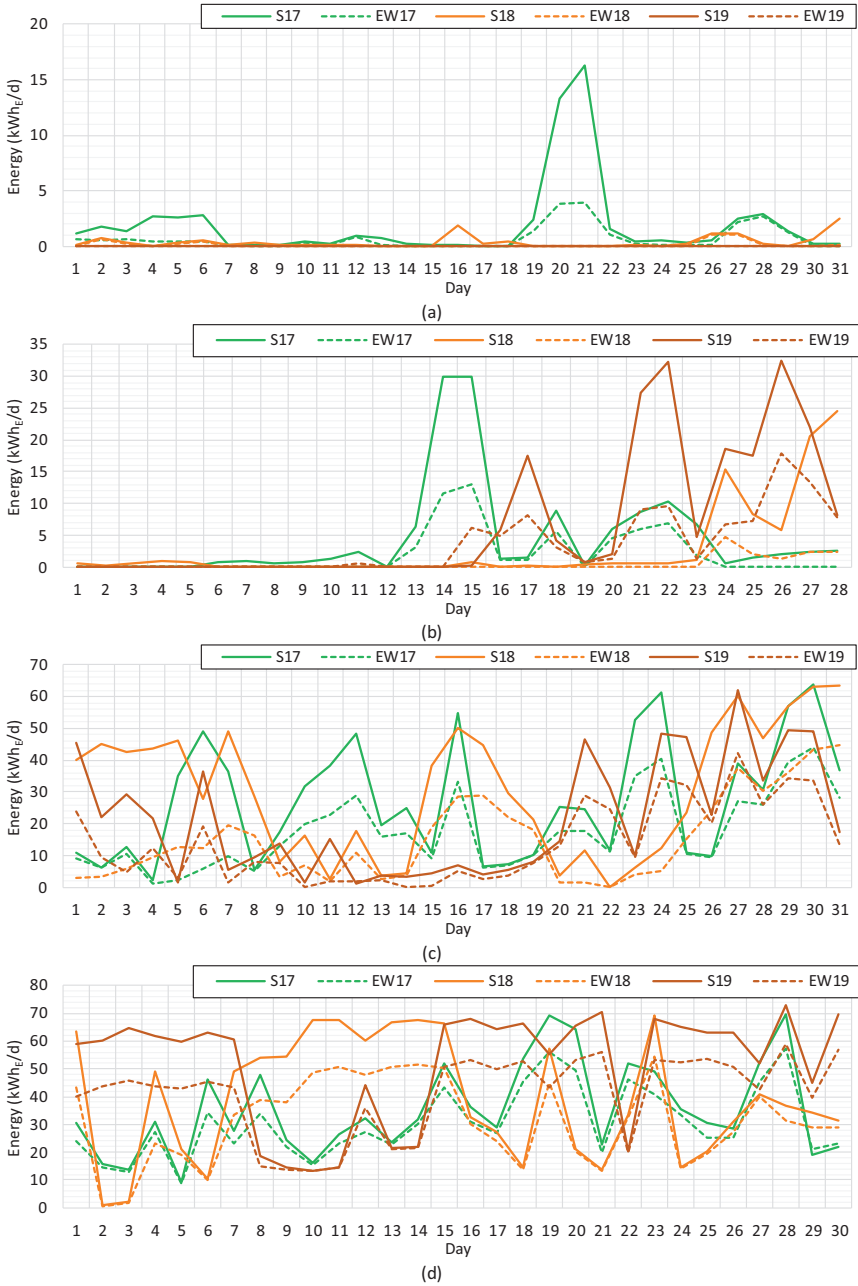 S17 EW17 S18 EW18 S19 EW19
20
15
10
5
0
Energy (kWhE/d)
1 2 3 4 5 6 7 8 9 10 11 12 13 14 15 16 17 18 19 20 21 22 23 24 25 26 27 28 29 30 31
Day
(a)
S17 EW17 S18 EW18 S19 EW19
35
30
25
20
15
10
5
0
Energy (kWhE/d)
1 2 3 4 5 6 7 8 9 10 11 12 13 14 15 16 17 18 19 20 21 22 23 24 25 26 27 28
Day
(b)
S17 EW17 S18 EW18 S19 EW19
70
60
50
40
30
20
10
0
Energy (kWhE/d)
1 2 3 4 5 6 7 8 9 10 11 12 13 14 15 16 17 18 19 20 21 22 23 24 25 26 27 28 29 30 31
Day
(c)
S17 EW17 S18 EW18 S19 EW19
80
70
60
50
40
30
20
10
0
Energy (kWhE/d)
1 2 3 4 5 6 7 8 9 10 11 12 13 14 15 16 17 18 19 20 21 22 23 24 25 26 27 28 29 30
Day
(d)